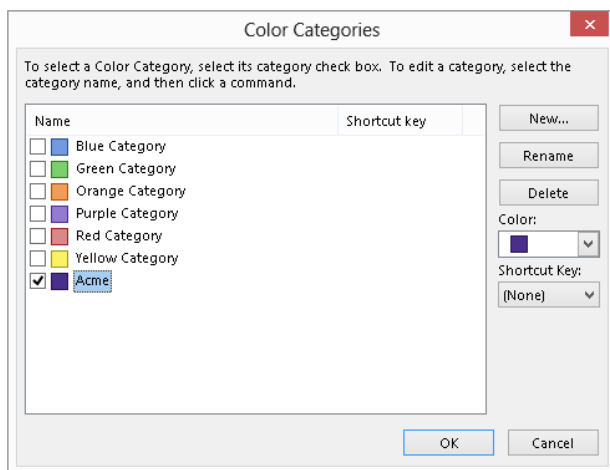 Color Categories
To select a Color Category, select its category check box. To edit a category, select the
category name, and then click a command.
Name
Shortcut key
New...
Blue Category
Green Category
Rename
Orange Category
Delete
Purple Category
Color:
Red Category
Yellow Category
Shortcut Key:
Acme
(None)
OK
Cancel